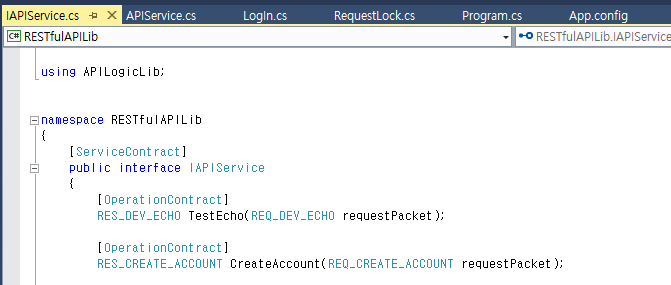 IAPIService.cs APIService.cs LogIn.cs RequestLock.cs Program.cs App.config
C# RESTfulAPILib RESTfulAPILib.IAPIService
using APILogicLib;
namespace RESTfulAPILib
{
[ServiceContract]
public interface IAPIService
{
[OperationContract]
RES_DEV_ECHO TestEcho(REQ_DEV_ECHO requestPacket);
[OperationContract]
RES_CREATE_ACCOUNT CreateAccount(REQ_CREATE_ACCOUNT requestPacket);